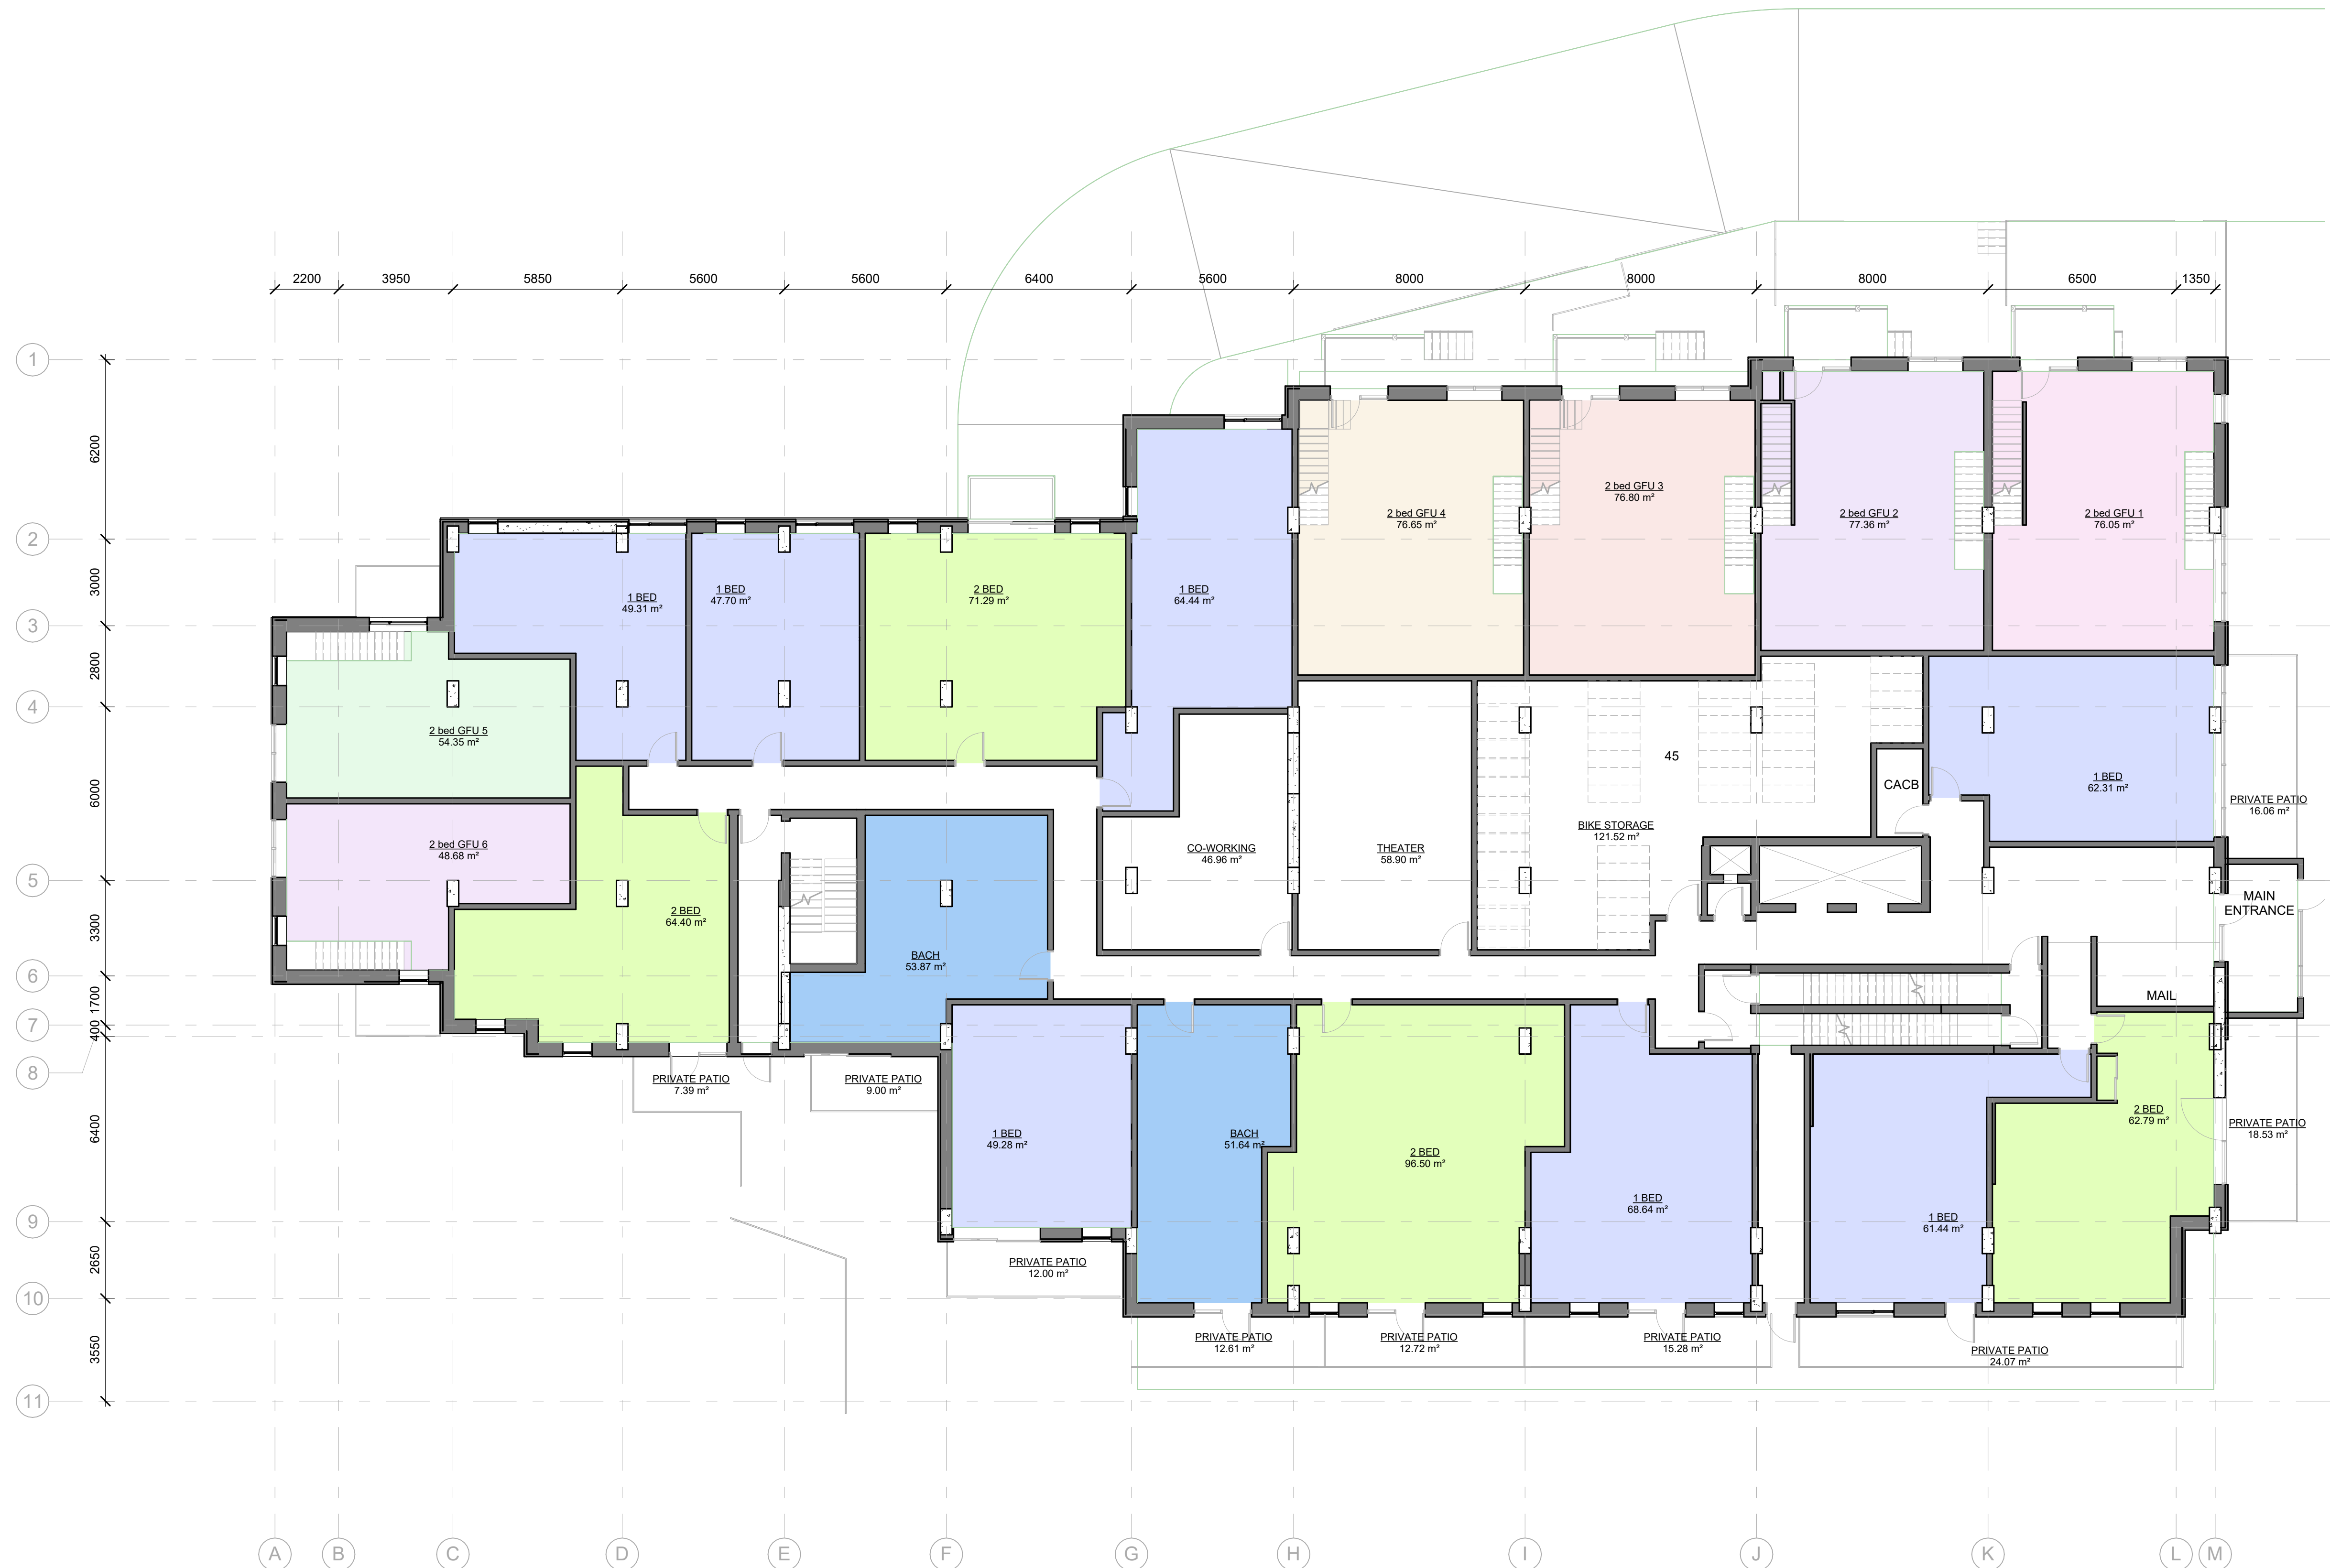 2200
3950
5850
5600
5600
6400
5600
8000
8000
8000
6500
1350
1
2
3
4
5
6
7
8
9
10
11
6200
3000
2800
6000
3300
1700
400
6400
2650
3550
2 bed GFU 4
76.65 m²
2 bed GFU 3
76.80 m²
2 bed GFU 2
77.36 m²
2 bed GFU 1
76.05 m²
1 BED
49.31 m²
1 BED
47.70 m²
2 BED
71.29 m²
1 BED
64.44 m²
2 bed GFU 5
54.35 m²
45
CACB
1 BED
62.31 m²
PRIVATE PATIO
16.06 m²
2 bed GFU 6
48.68 m²
CO-WORKING
46.96 m²
THEATER
58.90 m²
BIKE STORAGE
121.52 m²
2 BED
64.40 m²
BACH
53.87 m²
MAIN
ENTRANCE
MAIL
PRIVATE PATIO
7.39 m²
PRIVATE PATIO
9.00 m²
1 BED
49.28 m²
BACH
51.64 m²
2 BED
96.50 m²
1 BED
68.64 m²
1 BED
61.44 m²
2 BED
62.79 m²
PRIVATE PATIO
18.53 m²
PRIVATE PATIO
12.00 m²
PRIVATE PATIO
12.61 m²
PRIVATE PATIO
12.72 m²
PRIVATE PATIO
15.28 m²
PRIVATE PATIO
24.07 m²
A
B
C
D
E
F
G
H
I
J
K
L
M